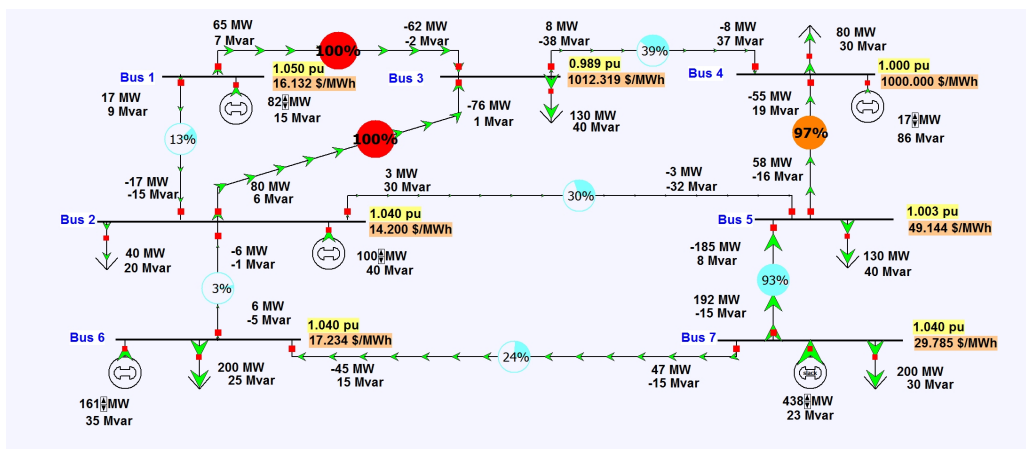 65 MW
7 Mvar
100%
-62 MW
-2 Mvar
8 MW
-38 Mvar
39%
-8 MW
37 Mvar
80 MW
30 Mvar
Bus 1
1.050 pu
16.132 $/MWh
Bus 3
0.989 pu
1012.319 $/MWh
Bus 4
1.000 pu
1000.000 $/MWh
17 MW
9 Mvar
82 MW
15 Mvar
-76 MW
1 Mvar
130 MW
40 Mvar
-55 MW
19 Mvar
17 MW
86 Mvar
13%
100%
97%
-17 MW
-15 Mvar
80 MW
6 Mvar
3 MW
30 Mvar
30%
-3 MW
-32 Mvar
58 MW
-16 Mvar
Bus 2
1.040 pu
14.200 $/MWh
Bus 5
1.003 pu
49.144 $/MWh
40 MW
20 Mvar
-6 MW
-1 Mvar
100 MW
40 Mvar
-185 MW
8 Mvar
130 MW
40 Mvar
3%
93%
6 MW
-5 Mvar
192 MW
-15 Mvar
Bus 6
1.040 pu
17.234 $/MWh
Bus 7
1.040 pu
29.785 $/MWh
200 MW
25 Mvar
-45 MW
15 Mvar
24%
47 MW
-15 Mvar
200 MW
30 Mvar
161 MW
35 Mvar
438 MW
23 Mvar